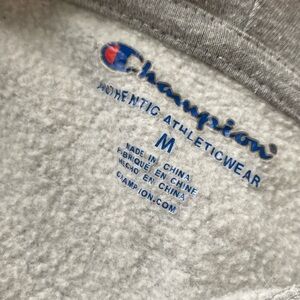 Champion
AUTHENTIC ATHLETICWEAR
M
MADE IN CHINA
FABRIQUÉ EN CHINE
HECHO EN CHINA
CHAMPION.COM